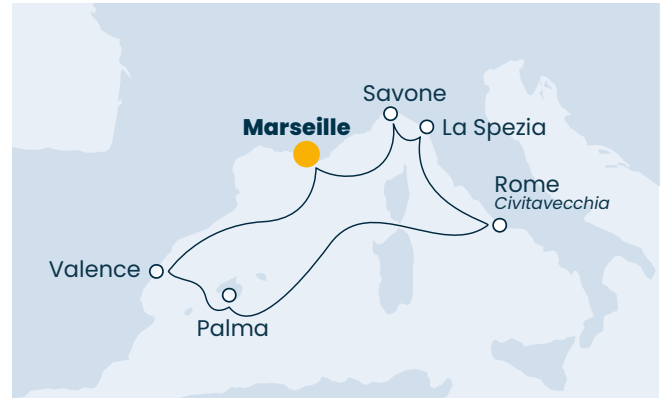 Savone
Marseille
La Spezia
Rome
Civitavecchia
Valence
Palma